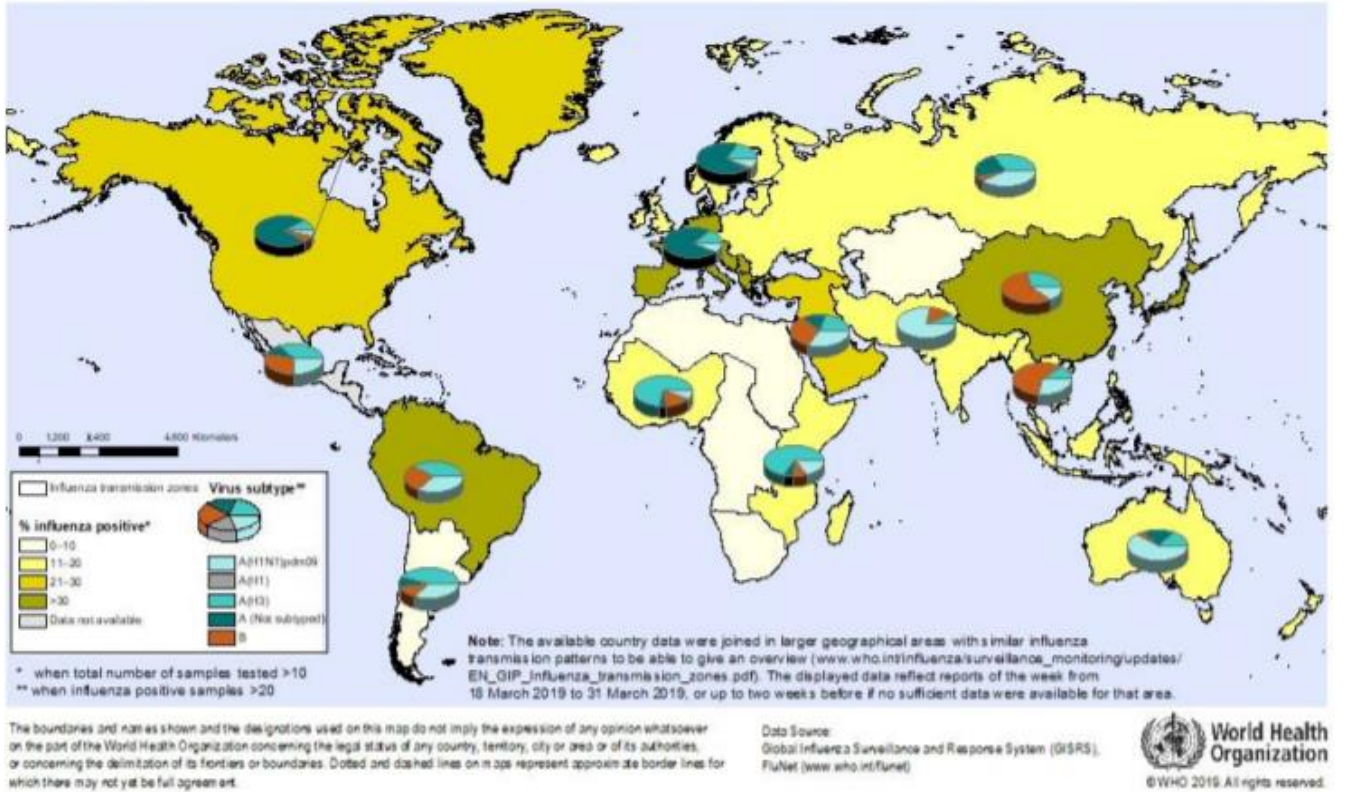 0 1,200 2,400 4,800 Kilometers
Influenza transmission zones
Virus subtype**
% influenza positive*
0-10
11-20
21-30
>30
Data not available
A(H1N1)pdm09
A(H1)
A(H3)
A (Not subtyped)
B
* when total number of samples tested >10
** when influenza positive samples >20
Note: The available country data were joined in larger geographical areas with similar influenza
transmission patterns to be able to give an overview (www.who.int/influenza/surveillance_monitoring/updates/
EN_GIP_Influenza_transmission_zones.pdf). The displayed data reflect reports of the week from
18 March 2019 to 31 March 2019, or up to two weeks before if no sufficient data were available for that area.
The boundaries and names shown and the designations used on this map do not imply the expression of any opinion whatsoever
on the part of the World Health Organization concerning the legal status of any country, territory, city or area or of its authorities,
or concerning the delimitation of its frontiers or boundaries. Dotted and dashed lines on maps represent approximate border lines for
which there may not yet be full agreement.
Data Source:
Global Influenza Surveillance and Response System (GISRS),
FluNet (www.who.int/flunet)
World Health
Organization
© WHO 2019. All rights reserved.